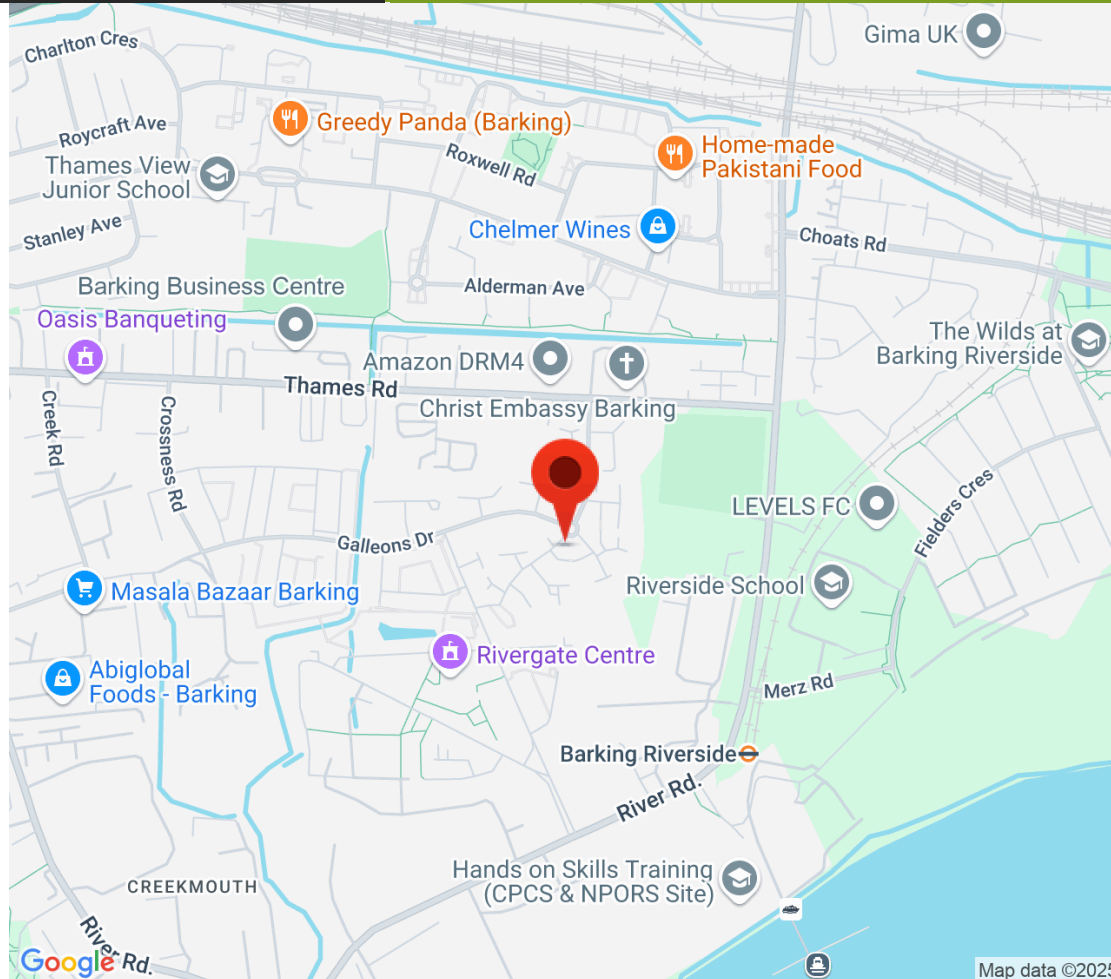 Charlton Cres
Gima UK
Greedy Panda (Barking)
Roycraft Ave
Roxwell Rd
Home-made
Pakistani Food
Thames View
Junior School
Stanley Ave
Chelmer Wines
Choats Rd
Barking Business Centre
Alderman Ave
Oasis Banqueting
The Wilds at
Barking Riverside
Amazon DRM4
Thames Rd
Christ Embassy Barking
Creek Rd
Crossness Rd
LEVELS FC
Fielders Cres
Galleons Dr
Riverside School
Masala Bazaar Barking
Rivergate Centre
Abiglobal
Foods - Barking
Merz Rd
Barking Riverside
River Rd.
Hands on Skills Training
(CPCS & NPORS Site)
CREEKMOUTH
River Rd.
Google
Map data ©2025